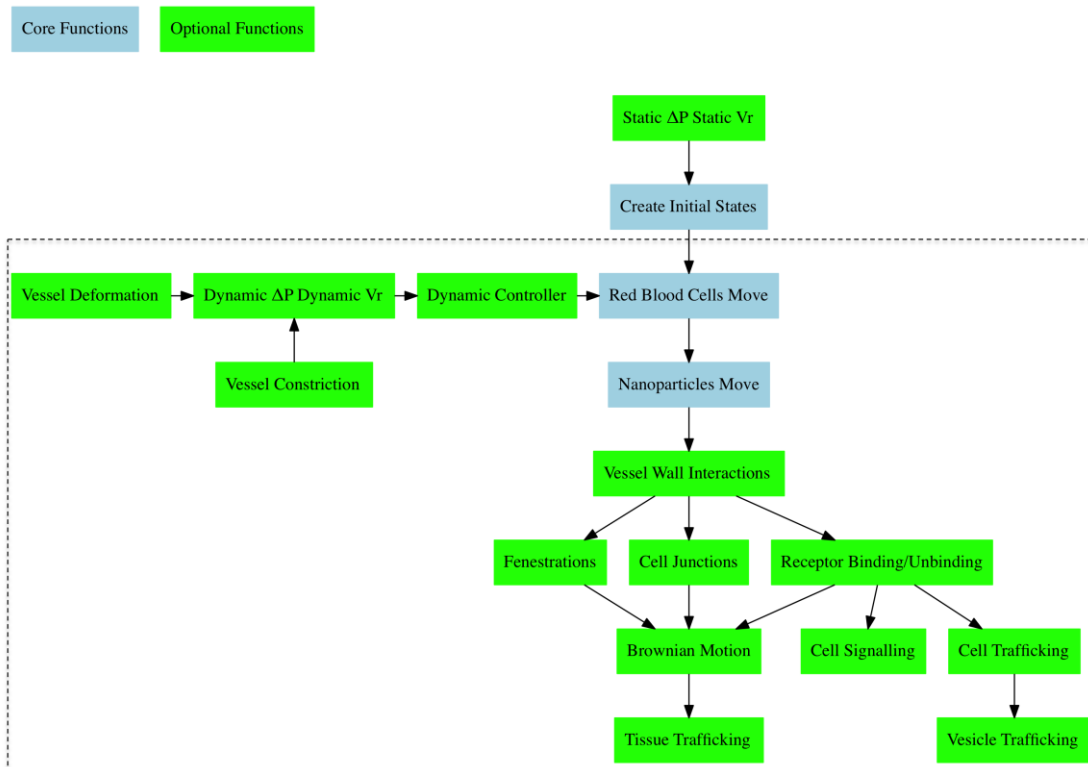 Core Functions
Optional Functions
Static ΔP Static Vr
Create Initial States
Vessel Deformation
Dynamic ΔP Dynamic Vr
Dynamic Controller
Red Blood Cells Move
Vessel Constriction
Nanoparticles Move
Vessel Wall Interactions
Fenestrations
Cell Junctions
Receptor Binding/Unbinding
Brownian Motion
Cell Signalling
Cell Trafficking
Tissue Trafficking
Vesicle Trafficking